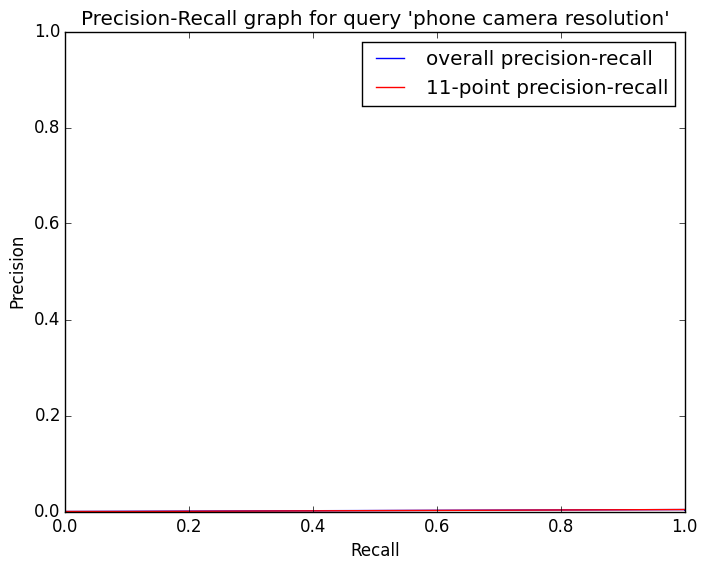 Precision-Recall graph for query 'phone camera resolution'
1.0
overall precision-recall
11-point precision-recall
0.8
0.6
Precision
0.4
0.2
0.0
0.0 0.2 0.4 0.6 0.8 1.0
Recall